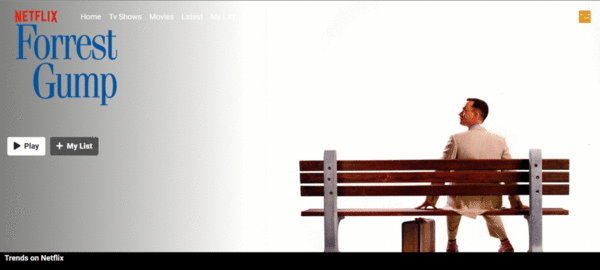 NETFLIX Home Tv Shows Movies Latest My List
Forrest
Gump
Play + My List
Trends on Netflix